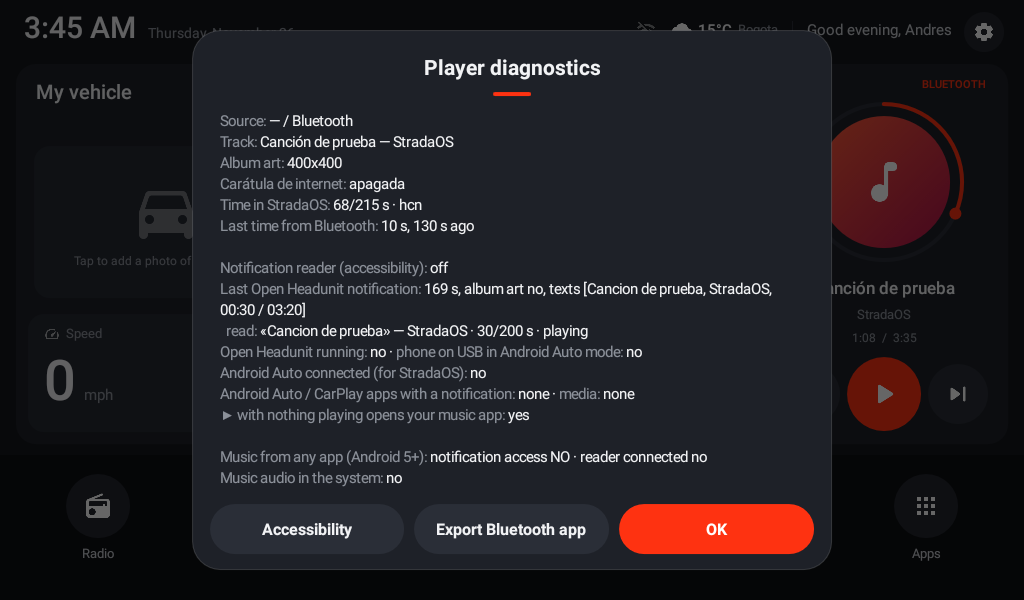 3:45 AM
15°C
Good evening, Andres
My vehicle
BLUETOOTH
Tap to add a photo of
Speed
0 mph
nción de prueba
StradaOS
1:08 / 3:35
Radio
Apps
Player diagnostics
Source: — / Bluetooth
Track: Canción de prueba — StradaOS
Album art: 400x400
Carátula de internet: apagada
Time in StradaOS: 68/215 s · hcn
Last time from Bluetooth: 10 s, 130 s ago
Notification reader (accessibility): off
Last Open Headunit notification: 169 s, album art no, texts [Cancion de prueba, StradaOS,
00:30 / 03:20]
read: «Cancion de prueba» — StradaOS · 30/200 s · playing
Open Headunit running: no · phone on USB in Android Auto mode: no
Android Auto connected (for StradaOS): no
Android Auto / CarPlay apps with a notification: none · media: none
► with nothing playing opens your music app: yes
Music from any app (Android 5+): notification access NO · reader connected no
Music audio in the system: no
Accessibility
Export Bluetooth app
OK